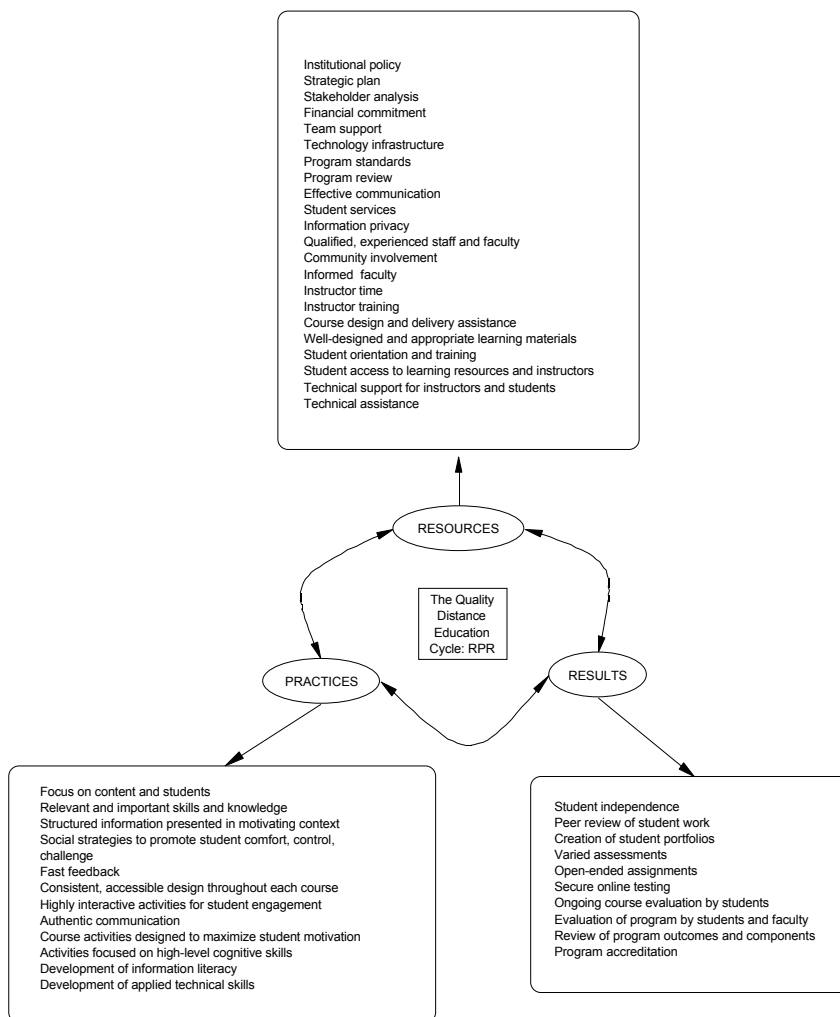 Institutional policy
Strategic plan
Stakeholder analysis
Financial commitment
Team support
Technology infrastructure
Program standards
Program review
Effective communication
Student services
Information privacy
Qualified, experienced staff and faculty
Community involvement
Informed faculty
Instructor time
Instructor training
Course design and delivery assistance
Well-designed and appropriate learning materials
Student orientation and training
Student access to learning resources and instructors
Technical support for instructors and students
Technical assistance
RESOURCES
The Quality
Distance
Education
Cycle: RPR
PRACTICES
RESULTS
Focus on content and students
Relevant and important skills and knowledge
Structured information presented in motivating context
Social strategies to promote student comfort, control,
challenge
Fast feedback
Consistent, accessible design throughout each course
Highly interactive activities for student engagement
Authentic communication
Course activities designed to maximize student motivation
Activities focused on high-level cognitive skills
Development of information literacy
Development of applied technical skills
Student independence
Peer review of student work
Creation of student portfolios
Varied assessments
Open-ended assignments
Secure online testing
Ongoing course evaluation by students
Evaluation of program by students and faculty
Review of program outcomes and components
Program accreditation